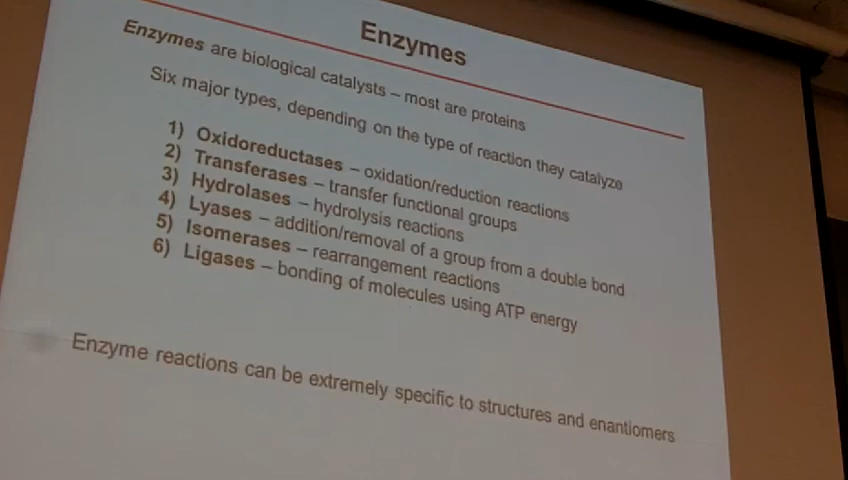 Enzymes
Enzymes are biological catalysts – most are proteins
Six major types, depending on the type of reaction they catalyze
1) Oxidoreductases – oxidation/reduction reactions
2) Transferases – transfer functional groups
3) Hydrolases – hydrolysis reactions
4) Lyases – addition/removal of a group from a double bond
5) Isomerases – rearrangement reactions
6) Ligases – bonding of molecules using ATP energy
Enzyme reactions can be extremely specific to structures and enantiomers